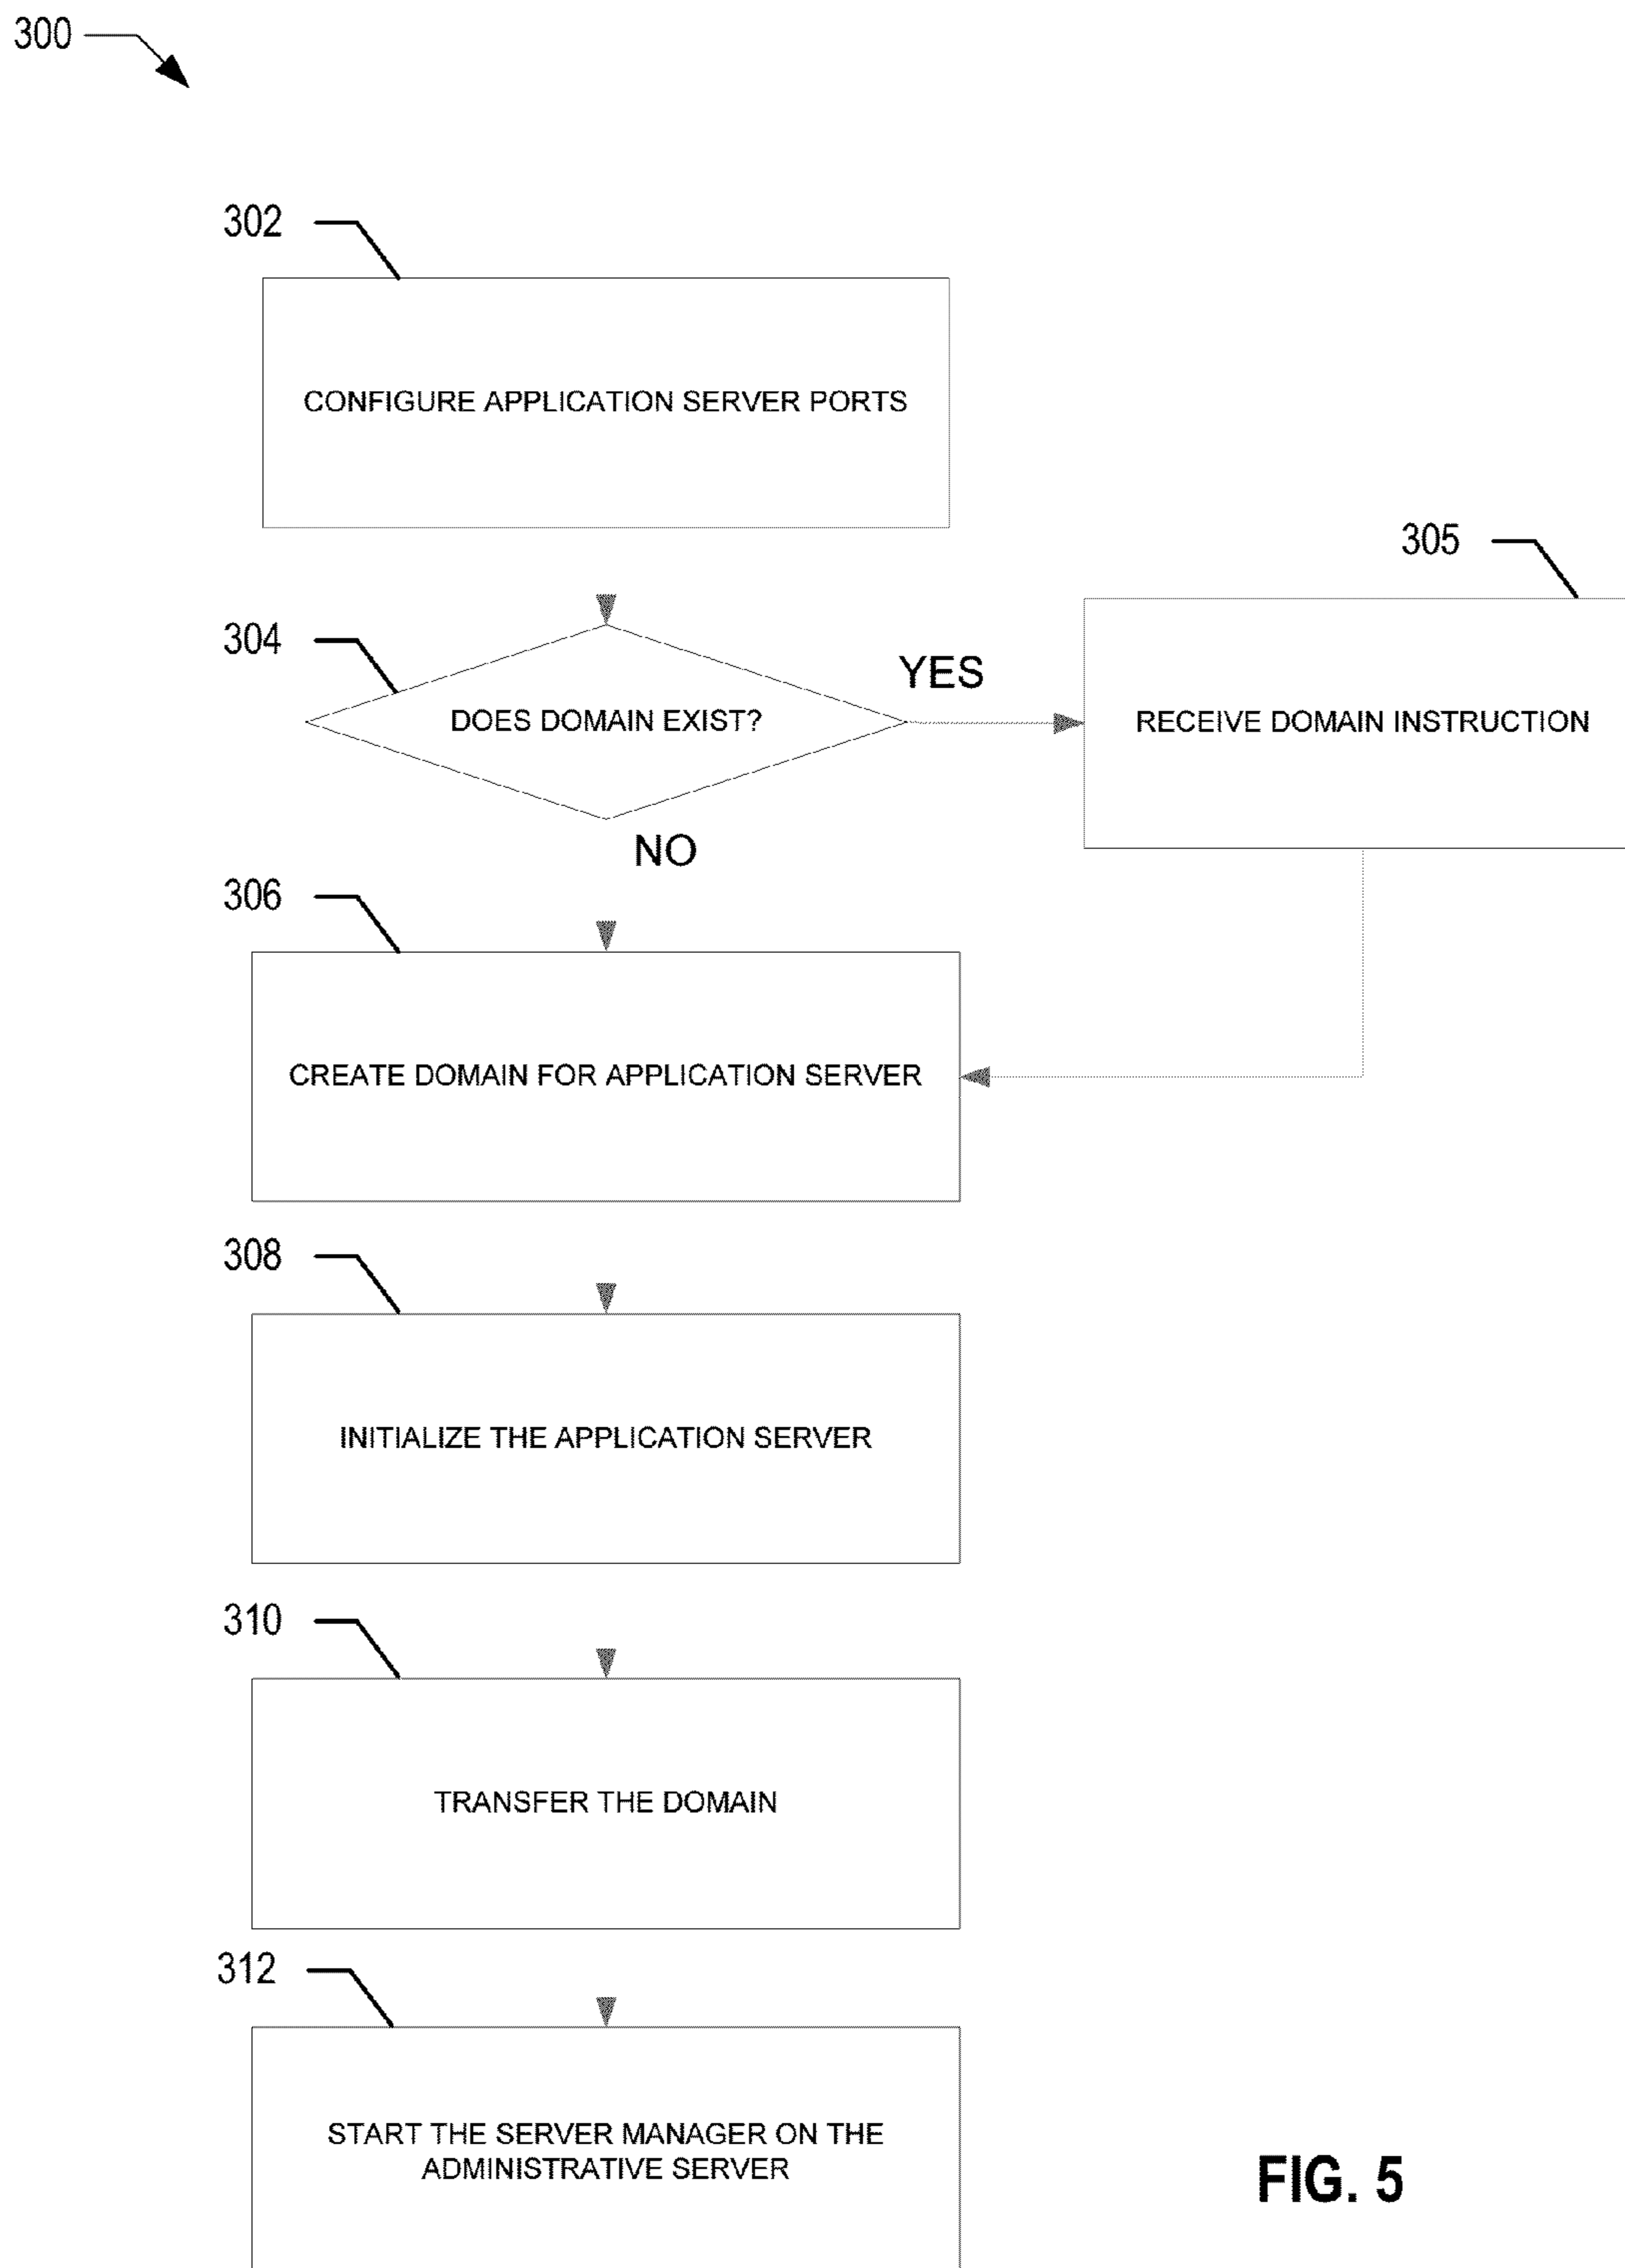 300
302
CONFIGURE APPLICATION SERVER PORTS
305
304
YES
DOES DOMAIN EXIST?
RECEIVE DOMAIN INSTRUCTION
NO
306
CREATE DOMAIN FOR APPLICATION SERVER
308
INITIALIZE THE APPLICATION SERVER
310
TRANSFER THE DOMAIN
312
START THE SERVER MANAGER ON THE
ADMINISTRATIVE SERVER
FIG. 5